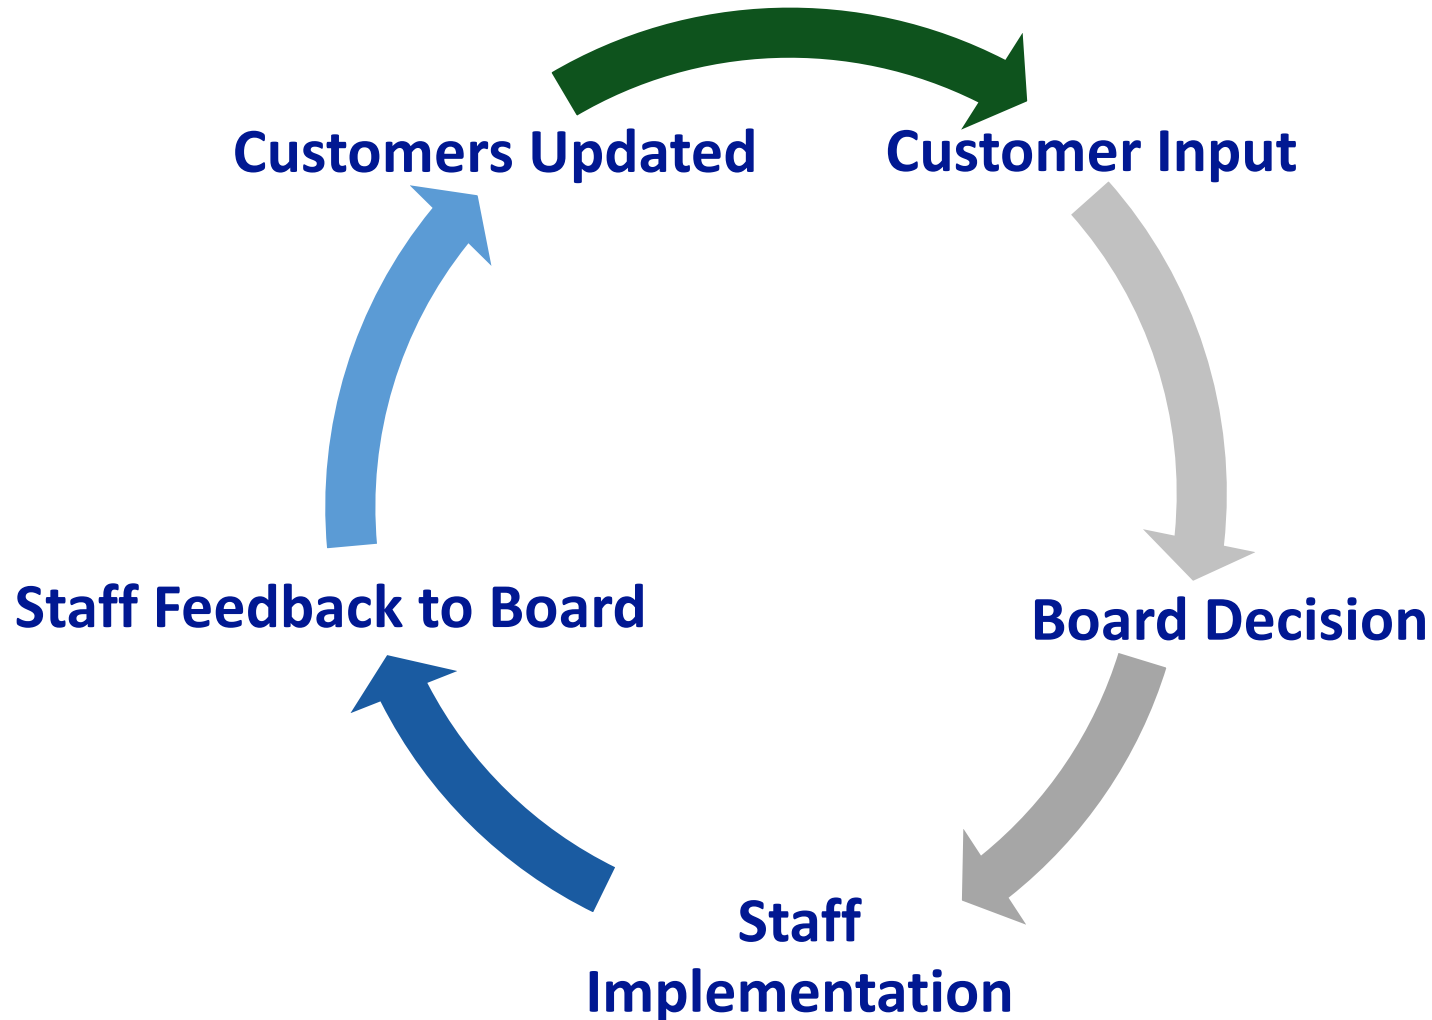 Customers Updated
Customer Input
Staff Feedback to Board
Board Decision
Staff
Implementation